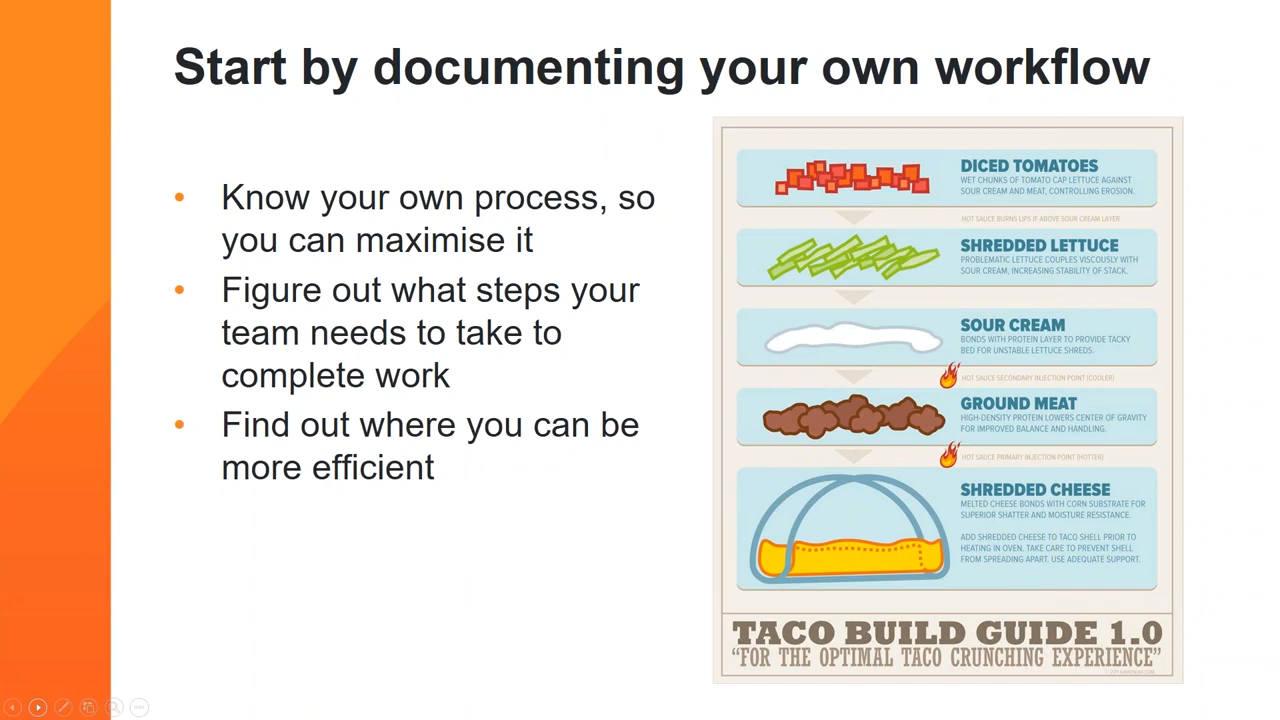 Start by documenting your own workflow
Know your own process, so
you can maximise it
Figure out what steps your
team needs to take to
complete work
Find out where you can be
more efficient
DICED TOMATOES
WET CHUNKS OF TOMATO CAP LETTUCE AGAINST
SOUR CREAM AND MEAT, CONTROLLING EROSION.
HOT SAUCE BURNS LIPS IF ABOVE SOUR CREAM LAYER
SHREDDED LETTUCE
PROBLEMATIC LETTUCE COUPLES VISCOUSLY WITH
SOUR CREAM, INCREASING STABILITY OF STACK.
SOUR CREAM
BONDS WITH PROTEIN LAYER TO PROVIDE TACKY
BED FOR UNSTABLE LETTUCE SHREDS.
HOT SAUCE SECONDARY INJECTION POINT (COOLER)
GROUND MEAT
HIGH-DENSITY PROTEIN LOWERS CENTER OF GRAVITY
FOR IMPROVED BALANCE AND HANDLING.
HOT SAUCE PRIMARY INJECTION POINT (HOTTER)
SHREDDED CHEESE
MELTED CHEESE BONDS WITH CORN SUBSTRATE FOR
SUPERIOR SHATTER AND MOISTURE RESISTANCE.
ADD SHREDDED CHEESE TO TACO SHELL PRIOR TO
HEATING IN OVEN. TAKE CARE TO PREVENT SHELL
FROM SPREADING APART. USE ADEQUATE SUPPORT.
TACO BUILD GUIDE 1.0
"FOR THE OPTIMAL TACO CRUNCHING EXPERIENCE"